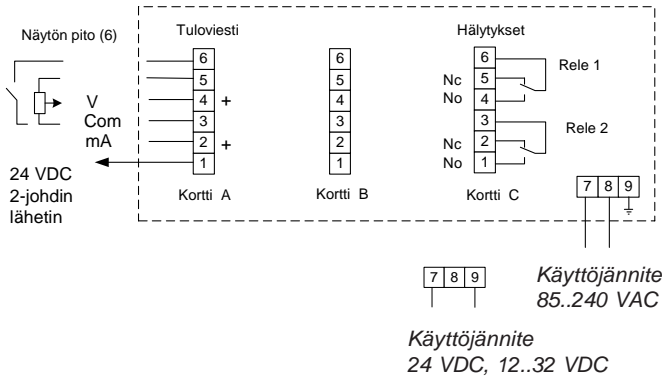 Näytön pito (6)
Tuloviesti
Hälytykset
6
5
4
3
2
1
V
Com
mA
+
+
24 VDC
2-johdin
lähetin
Kortti A
6
5
4
3
2
1
Kortti B
6
5
4
3
2
1
Nc
No
Nc
No
Rele 1
Rele 2
Kortti C
7 8 9
7 8 9
Käyttöjännite
85..240 VAC
Käyttöjännite
24 VDC, 12..32 VDC